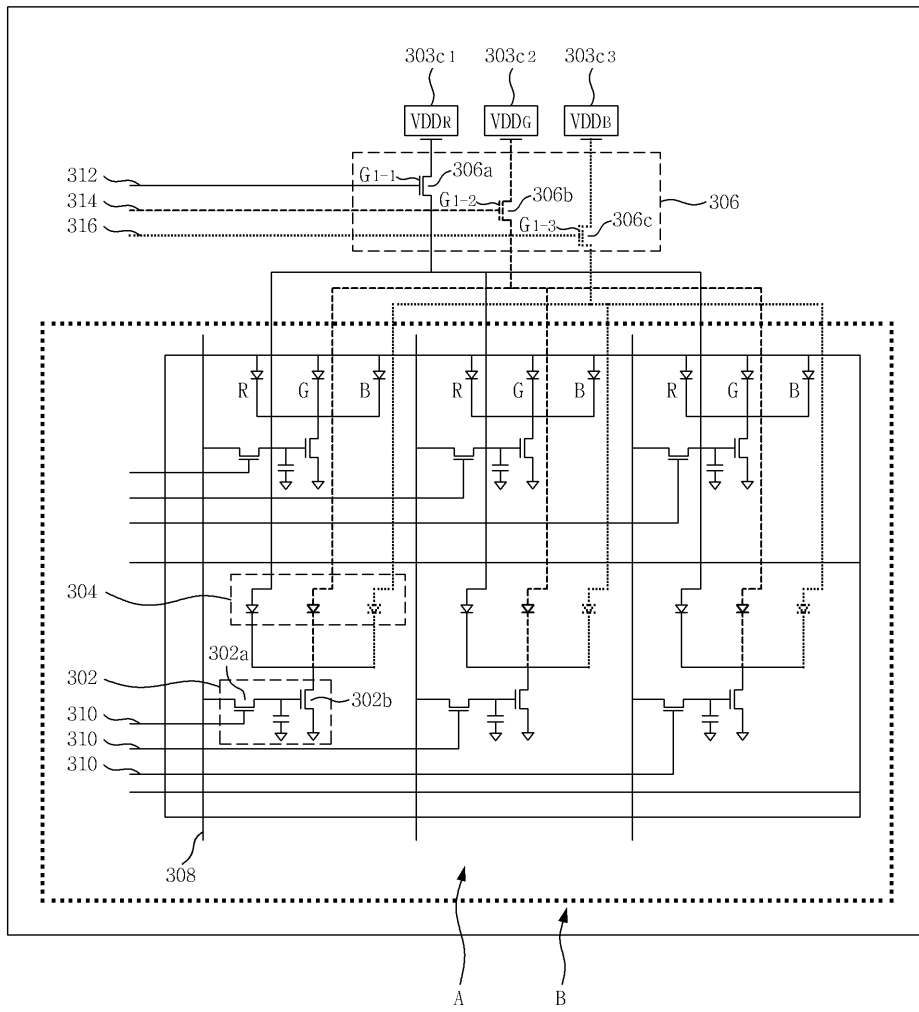 303c1 303c2 303c3
VDDR VDDG VDDB
312 G1-1 306a
314 G1-2 306b 306
316 G1-3 306c
R G B R G B R G B
304
302a
302 302b
310
310
310
308
A B